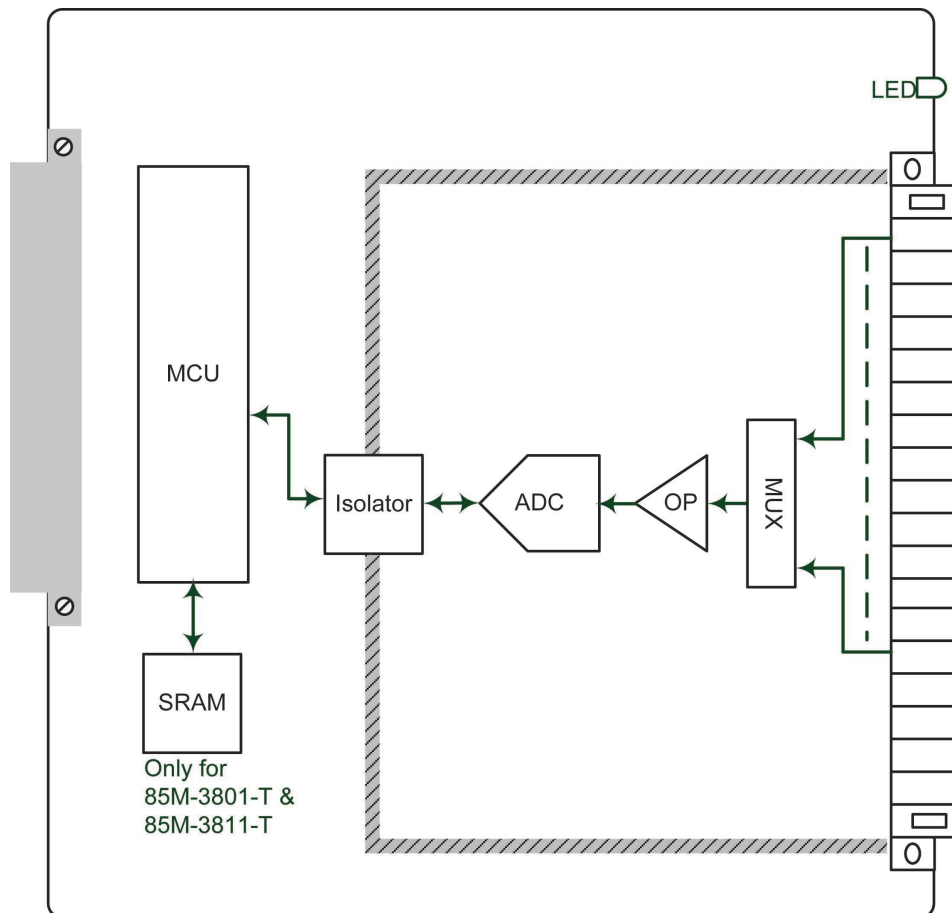 LED
MCU
Isolator
ADC
OP
MUX
SRAM
Only for
85M-3801-T &
85M-3811-T